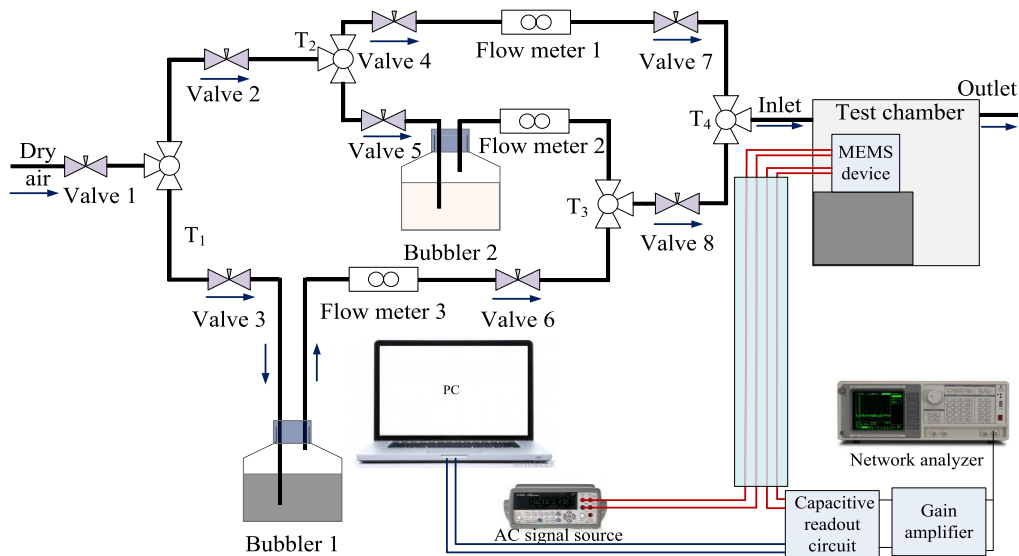 T2
Valve 4
Flow meter 1
Valve 7
Valve 2
Outlet
Inlet
Test chamber
T4
Dry
air
Valve 5
Flow meter 2
MEMS
device
Valve 1
T3
T1
Bubbler 2
Valve 8
Flow meter 3
Valve 6
Valve 3
PC
Network analyzer
AC signal source
Capacitive
readout
circuit
Gain
amplifier
Bubbler 1